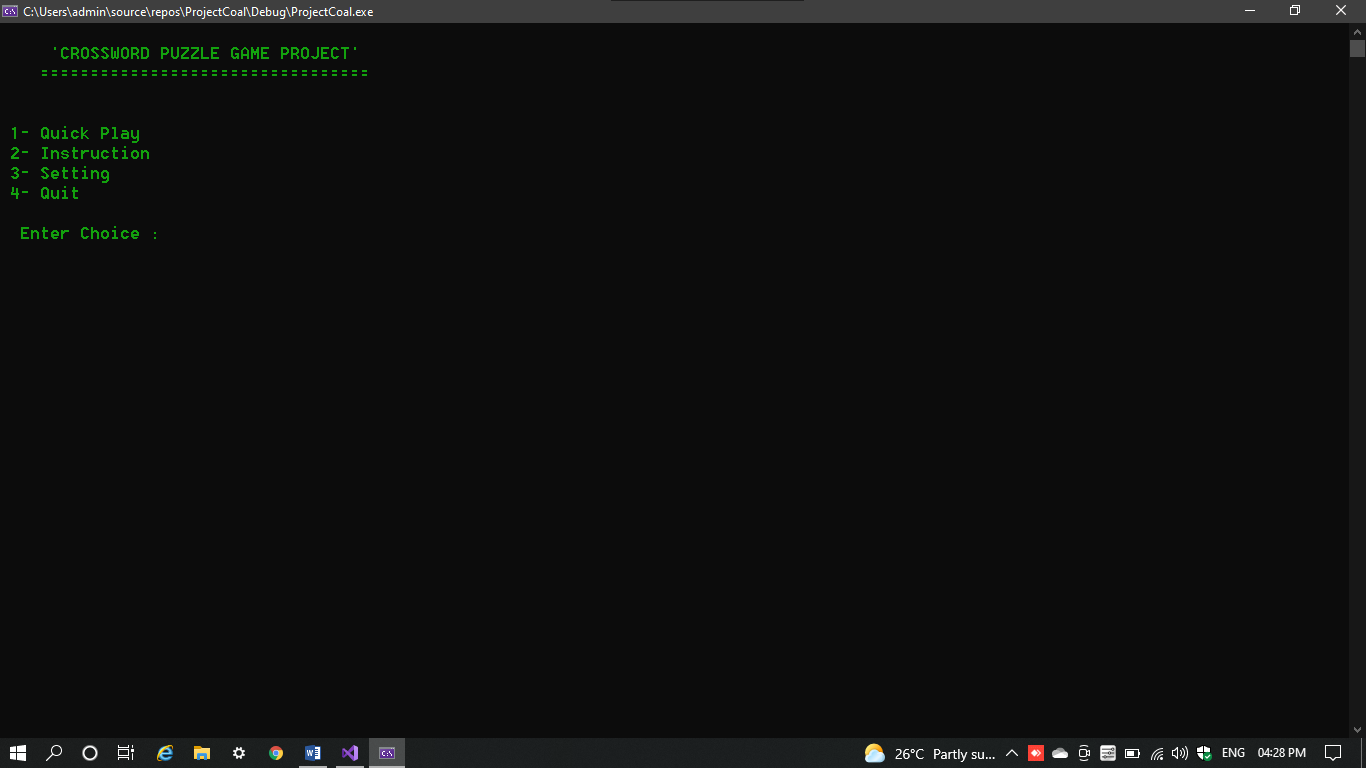 C:\Users\admin\source\repos\ProjectCoal\Debug\ProjectCoal.exe
'CROSSWORD PUZZLE GAME PROJECT'
=================================
1- Quick Play
2- Instruction
3- Setting
4- Quit
Enter Choice :
26°C Partly su... ENG 04:28 PM